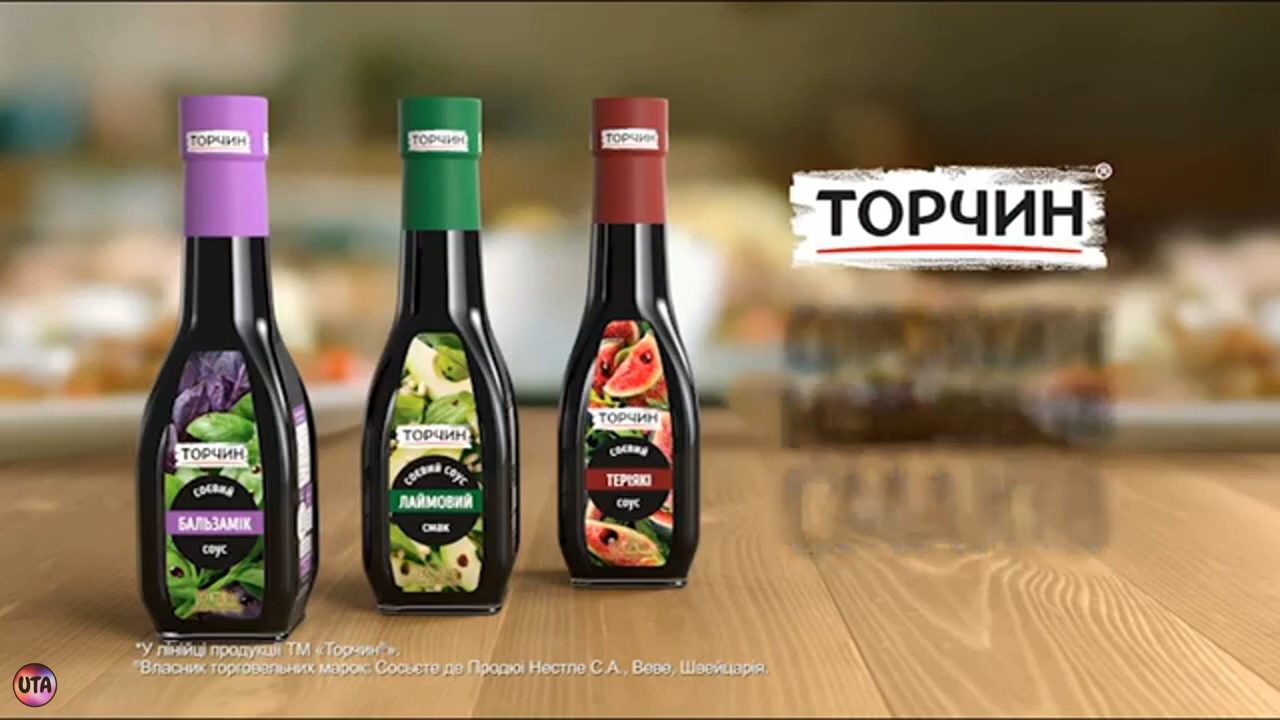 ТОРЧИН
ТОРЧИН
ТОРЧИН
ТОРЧИН®
ТОРЧИН
СОЄВИЙ
БАЛЬЗАМІК
СОУС
ТОРЧИН
СОЄВИЙ СОУС
ЛАЙМОВИЙ
СМАК
ТОРЧИН
СОЄВИЙ
ТЕРІЯКІ
СОУС
*У лінійці продукції ТМ «Торчин®».
®Власник торговельних марок: Сосьєте де Продюі Нестле С.А., Веве, Швейцарія.
UTA